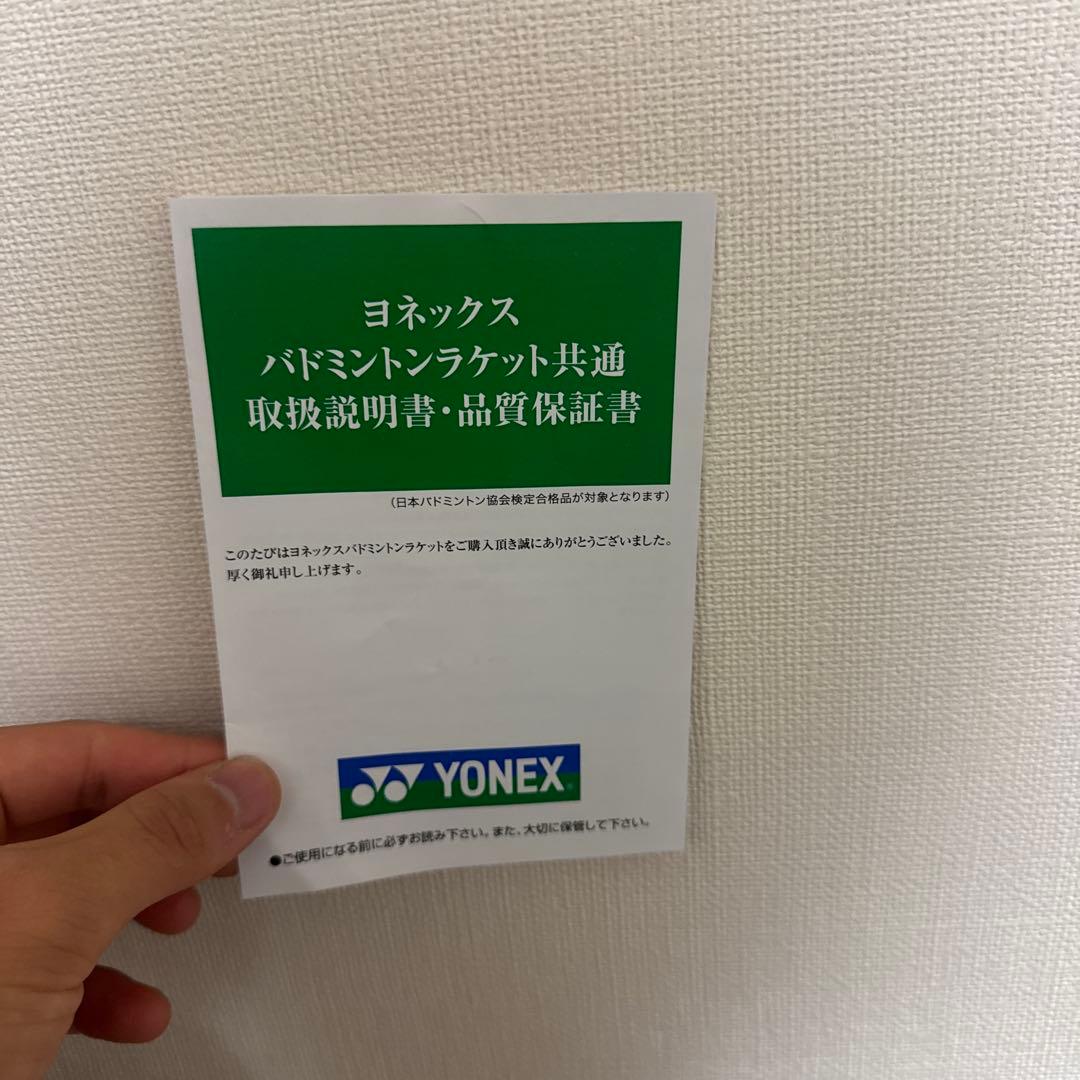 ヨネックス
バドミントンラケット共通
取扱説明書・品質保証書
（日本バドミントン協会検定合格品が対象となります）
このたびはヨネックスバドミントンラケットをご購入頂き誠にありがとうございました。
厚く御礼申し上げます。
YONEX
●ご使用になる前に必ずお読み下さい。また、大切に保管して下さい。